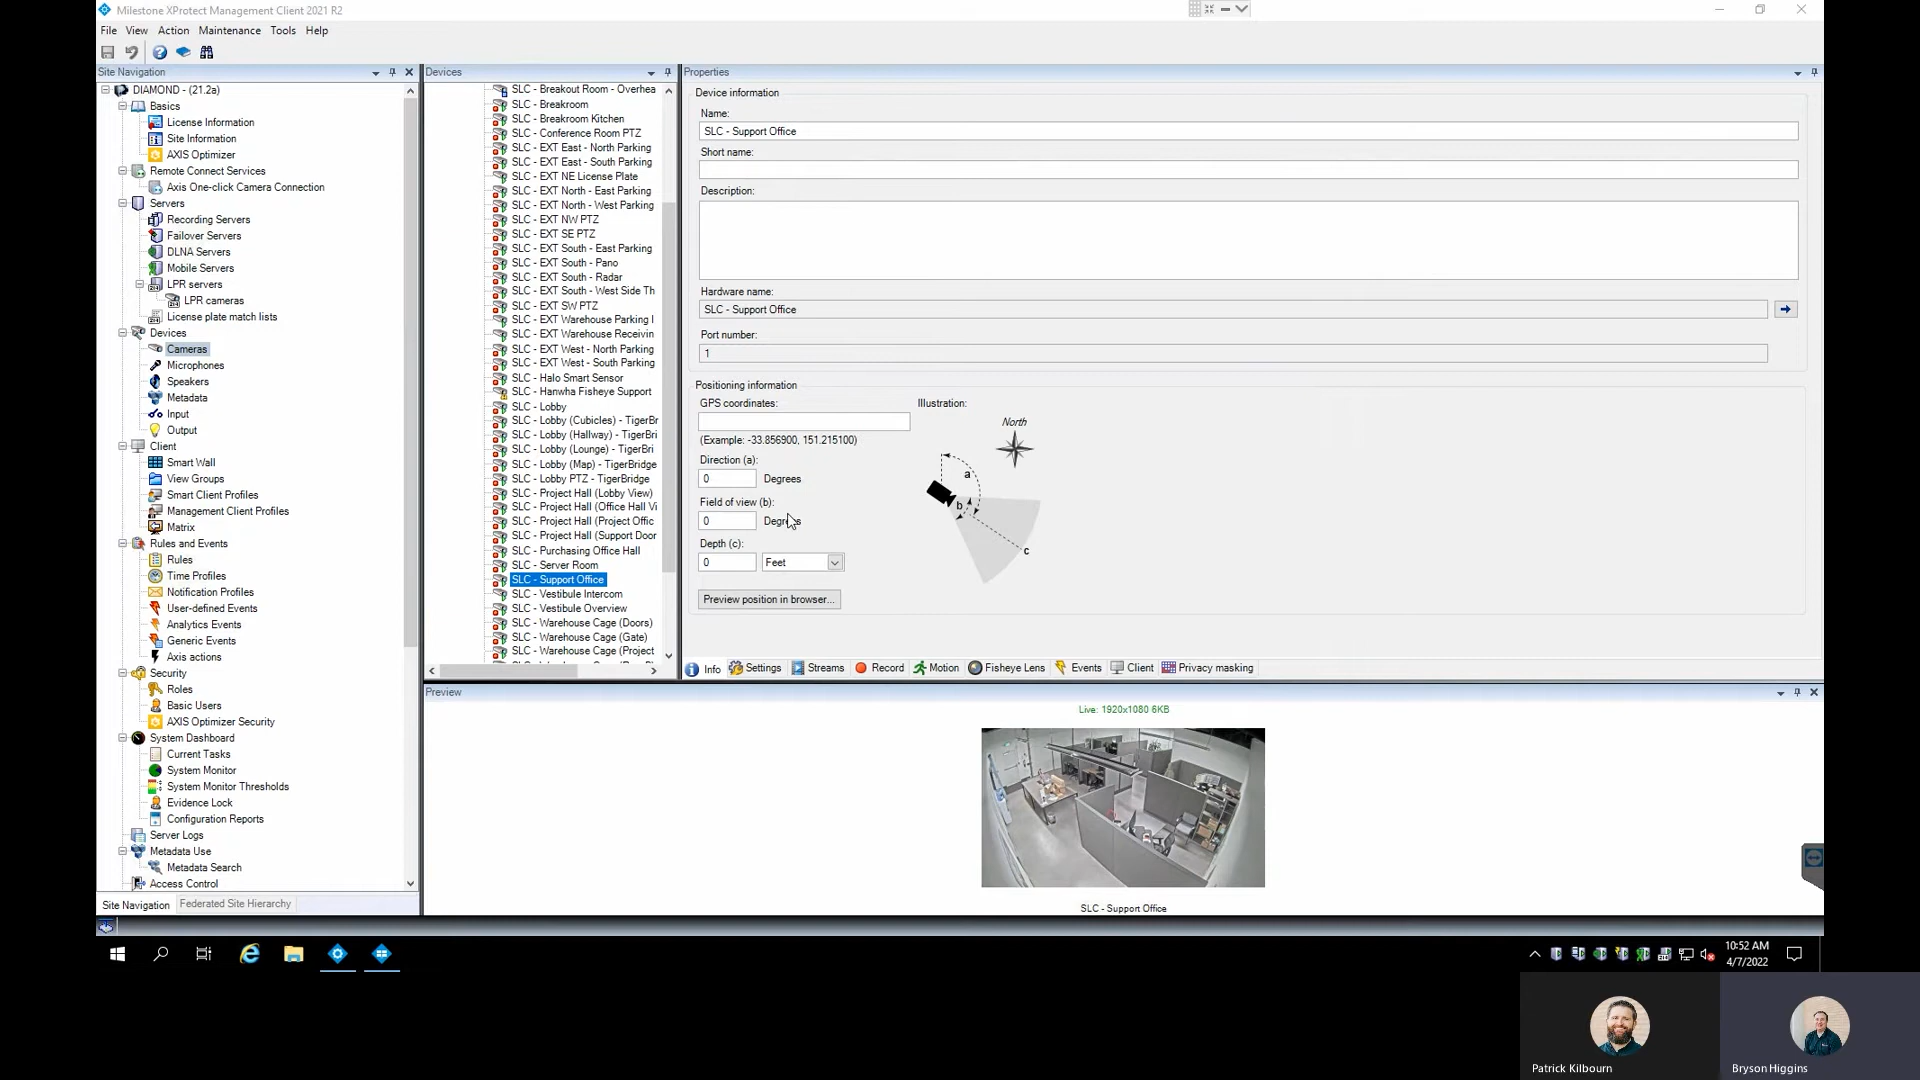 Milestone XProtect Management Client 2021 R2
File View Action Maintenance Tools Help
Site Navigation
DIAMOND - (21.2a)
Basics
License Information
Site Information
AXIS Optimizer
Remote Connect Services
Axis One-click Camera Connection
Servers
Recording Servers
Failover Servers
DLNA Servers
Mobile Servers
LPR servers
LPR cameras
License plate match lists
Devices
Cameras
Microphones
Speakers
Metadata
Input
Output
Client
Smart Wall
View Groups
Smart Client Profiles
Management Client Profiles
Matrix
Rules and Events
Rules
Time Profiles
Notification Profiles
User-defined Events
Analytics Events
Generic Events
Axis actions
Security
Roles
Basic Users
AXIS Optimizer Security
System Dashboard
Current Tasks
System Monitor
System Monitor Thresholds
Evidence Lock
Configuration Reports
Server Logs
Metadata Use
Metadata Search
Access Control
Site Navigation Federated Site Hierarchy
Devices
SLC - Breakout Room - Overhea
SLC - Breakroom
SLC - Breakroom Kitchen
SLC - Conference Room PTZ
SLC - EXT East - North Parking
SLC - EXT East - South Parking
SLC - EXT NE License Plate
SLC - EXT North - East Parking
SLC - EXT North - West Parking
SLC - EXT NW PTZ
SLC - EXT SE PTZ
SLC - EXT South - East Parking
SLC - EXT South - Pano
SLC - EXT South - Radar
SLC - EXT South - West Side Th
SLC - EXT SW PTZ
SLC - EXT Warehouse Parking l
SLC - EXT Warehouse Receivin
SLC - EXT West - North Parking
SLC - EXT West - South Parking
SLC - Halo Smart Sensor
SLC - Hanwha Fisheye Support
SLC - Lobby
SLC - Lobby (Cubicles) - TigerBr
SLC - Lobby (Hallway) - TigerBri
SLC - Lobby (Lounge) - TigerBri
SLC - Lobby (Map) - TigerBridge
SLC - Lobby PTZ - TigerBridge
SLC - Project Hall (Lobby View)
SLC - Project Hall (Office Hall Vi
SLC - Project Hall (Project Offic
SLC - Project Hall (Support Door
SLC - Purchasing Office Hall
SLC - Server Room
SLC - Support Office
SLC - Vestibule Intercom
SLC - Vestibule Overview
SLC - Warehouse Cage (Doors)
SLC - Warehouse Cage (Gate)
SLC - Warehouse Cage (Project
Properties
Device information
Name:
SLC - Support Office
Short name:
Description:
Hardware name:
SLC - Support Office
Port number:
1
Positioning information
GPS coordinates:
(Example: -33.856900, 151.215100)
Direction (a):
0 Degrees
Field of view (b):
0 Degrees
Depth (c):
0 Feet
Preview position in browser...
Illustration:
North
a
b
c
Info Settings Streams Record Motion Fisheye Lens Events Client Privacy masking
Preview
Live: 1920x1080 6KB
SLC - Support Office
10:52 AM
4/7/2022
Patrick Kilbourn
Bryson Higgins